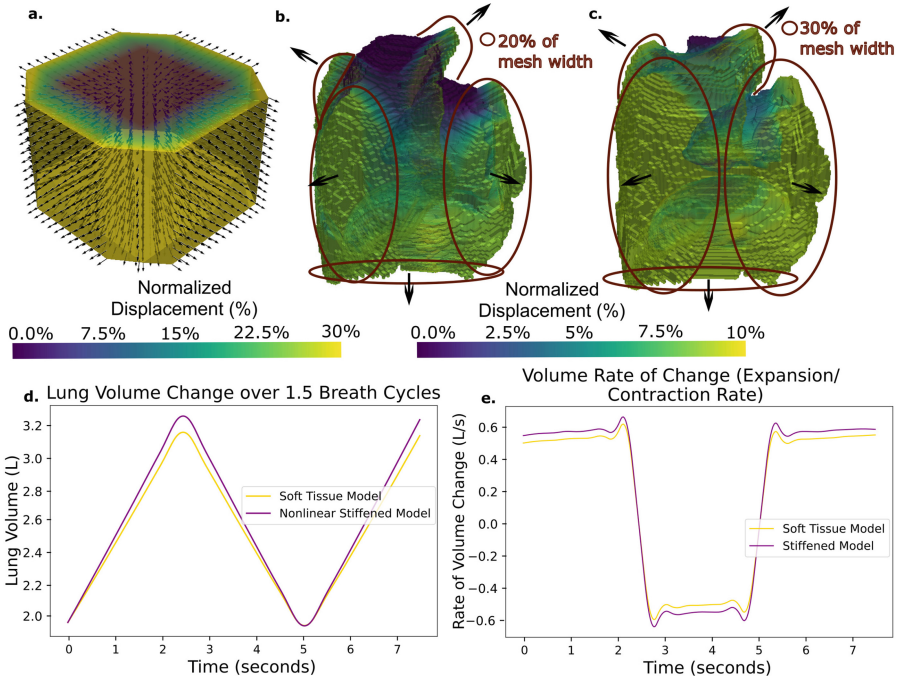 a.
b.
20% of
mesh width
c.
30% of
mesh width
Normalized
Displacement (%)
0.0% 7.5% 15% 22.5% 30%
Normalized
Displacement (%)
0.0% 2.5% 5% 7.5% 10%
d. Lung Volume Change over 1.5 Breath Cycles
Lung Volume (L)
3.2
3.0
2.8
2.6
2.4
2.2
2.0
Soft Tissue Model
Nonlinear Stiffened Model
0 1 2 3 4 5 6 7
Time (seconds)
e.
Volume Rate of Change (Expansion/
Contraction Rate)
Rate of Volume Change (L/s)
0.6
0.4
0.2
0.0
−0.2
−0.4
−0.6
Soft Tissue Model
Stiffened Model
0 1 2 3 4 5 6 7
Time (seconds)